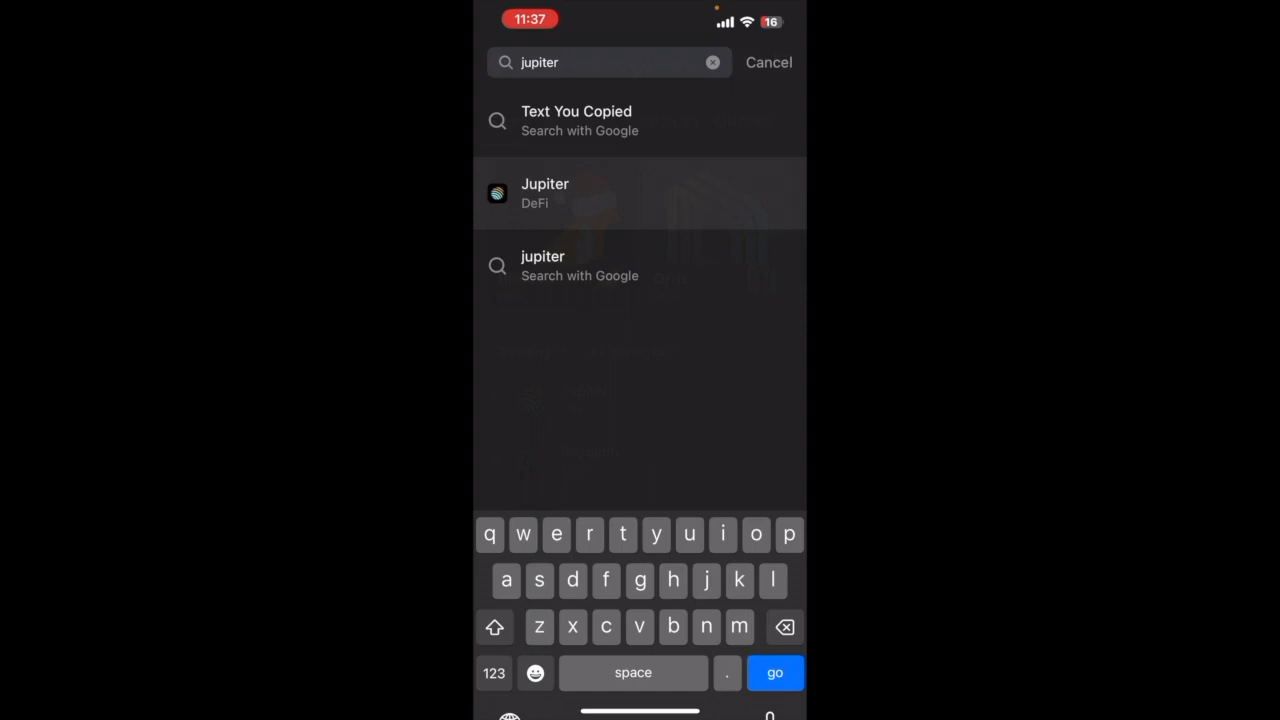 11:37
16
jupiter
Cancel
Text You Copied
Search with Google
Jupiter
DeFi
jupiter
Search with Google
q w e r t y u i o p
a s d f g h j k l
z x c v b n m
123 space . go